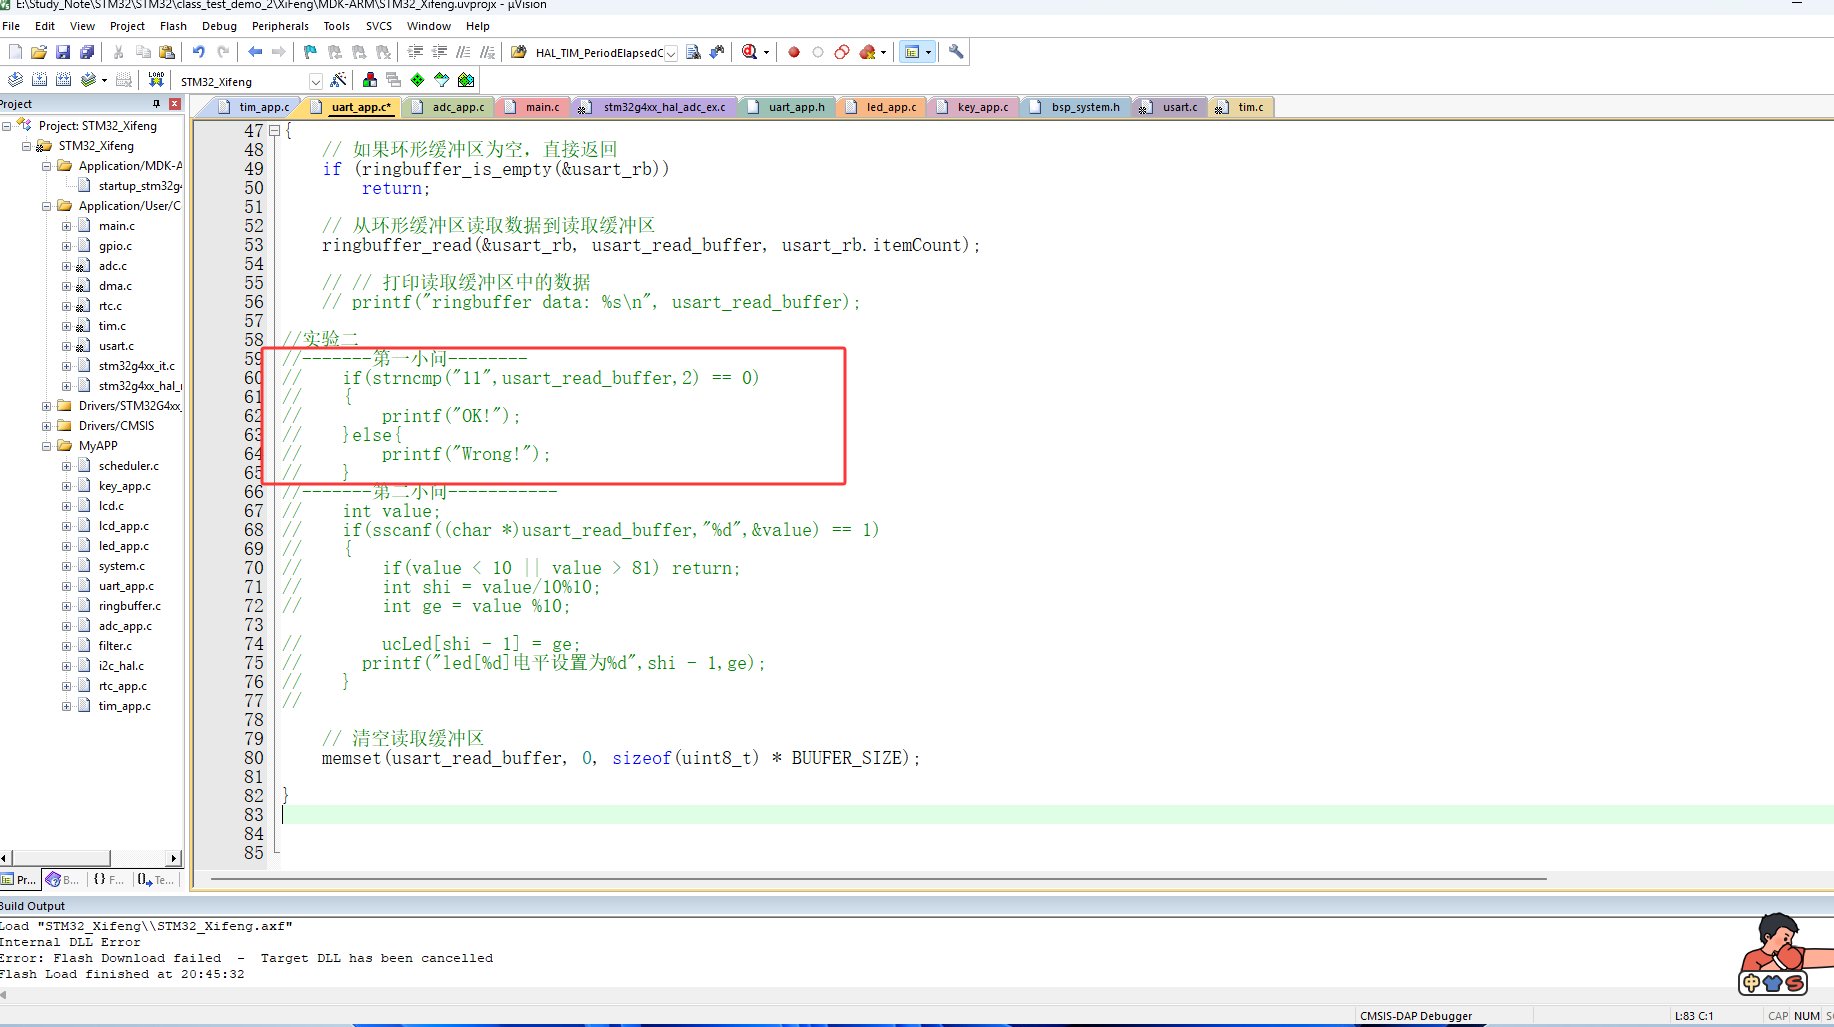 E:\Study_Note\STM32\STM32\class_test_demo_2\XiFeng\MDK-ARM\STM32_Xifeng.uvprojx - µVision
File Edit View Project Flash Debug Peripherals Tools SVCS Window Help
HAL_TIM_PeriodElapsedC
LOAD STM32_Xifeng
Project
tim_app.c uart_app.c* adc_app.c main.c stm32g4xx_hal_adc_ex.c uart_app.h led_app.c key_app.c bsp_system.h usart.c tim.c
Project: STM32_Xifeng
STM32_Xifeng
Application/MDK-A
startup_stm32g4
Application/User/C
main.c
gpio.c
adc.c
dma.c
rtc.c
tim.c
usart.c
stm32g4xx_it.c
stm32g4xx_hal_
Drivers/STM32G4xx_
Drivers/CMSIS
MyAPP
scheduler.c
key_app.c
lcd.c
lcd_app.c
led_app.c
system.c
uart_app.c
ringbuffer.c
adc_app.c
filter.c
i2c_hal.c
rtc_app.c
tim_app.c
Pr... B... {} F... Te...
47 {
48 // 如果环形缓冲区为空，直接返回
49 if (ringbuffer_is_empty(&usart_rb))
50 return;
51
52 // 从环形缓冲区读取数据到读取缓冲区
53 ringbuffer_read(&usart_rb, usart_read_buffer, usart_rb.itemCount);
54
55 // // 打印读取缓冲区中的数据
56 // printf("ringbuffer data: %s\n", usart_read_buffer);
57
58 //实验二
59 //-------第一小问--------
60 // if(strncmp("11",usart_read_buffer,2) == 0)
61 // {
62 // printf("OK!");
63 // }else{
64 // printf("Wrong!");
65 // }
66 //-------第二小问-----------
67 // int value;
68 // if(sscanf((char *)usart_read_buffer,"%d",&value) == 1)
69 // {
70 // if(value < 10 || value > 81) return;
71 // int shi = value/10%10;
72 // int ge = value %10;
73
74 // ucLed[shi - 1] = ge;
75 // printf("led[%d]电平设置为%d",shi - 1,ge);
76 // }
77 //
78
79 // 清空读取缓冲区
80 memset(usart_read_buffer, 0, sizeof(uint8_t) * BUUFER_SIZE);
81
82 }
83
84
85
Build Output
Load "STM32_Xifeng\\STM32_Xifeng.axf"
Internal DLL Error
Error: Flash Download failed  -  Target DLL has been cancelled
Flash Load finished at 20:45:32
中 S
CMSIS-DAP Debugger L:83 C:1 CAP NUM